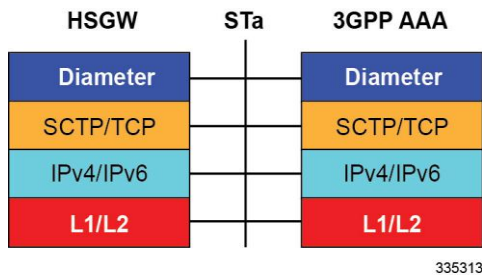 HSGW STa 3GPP AAA
Diameter Diameter
SCTP/TCP SCTP/TCP
IPv4/IPv6 IPv4/IPv6
L1/L2 L1/L2
335313